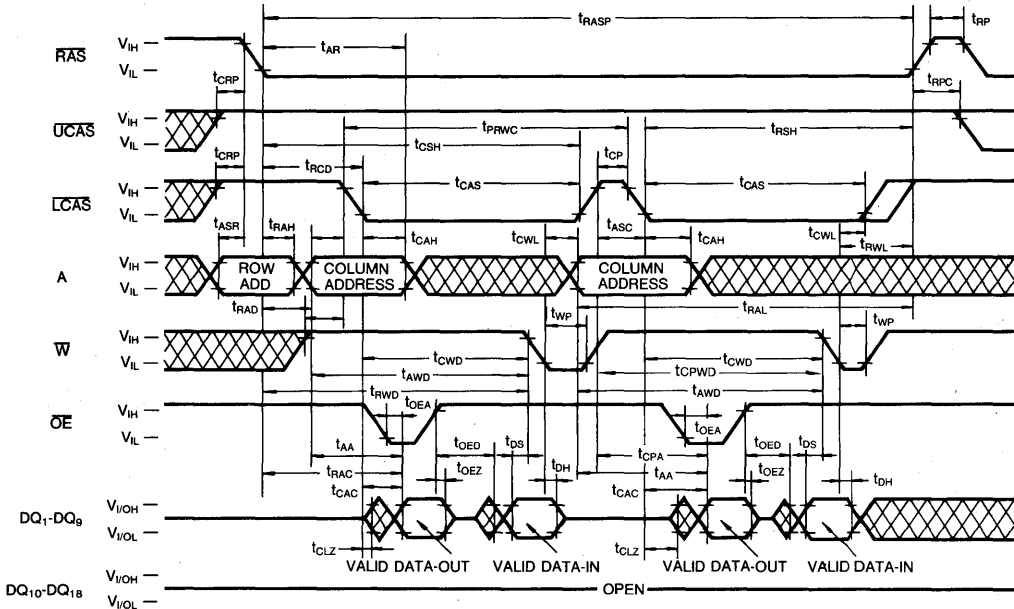 tRASP
tRP
tAR
RAS
VIH
VIL
tCRP
tRPC
UCAS
VIH
VIL
tPRWC
tRSH
tCSH
tCRP
tRCD
tCP
LCAS
VIH
VIL
tCAS
tCAS
tASR
tRAH
tCAH
tCWL
tASC
tCAH
tCWL
tRWL
A
VIH
VIL
ROW ADD
COLUMN ADDRESS
COLUMN ADDRESS
tRAD
tRAL
tWP
tWP
W
VIH
VIL
tCWD
tCWD
tAWD
tCPWD
tRWD
tAWD
OE
VIH
VIL
tOEA
tOEA
tAA
tOED
tDS
tCPA
tOED
tDS
tRAC
tOEZ
tDH
tAA
tOEZ
tDH
tCAC
tCAC
DQ1-DQ9
VI/OH
VI/OL
tCLZ
VALID DATA-OUT
VALID DATA-IN
tCLZ
VALID DATA-OUT
VALID DATA-IN
DQ10-DQ18
VI/OH
VI/OL
OPEN